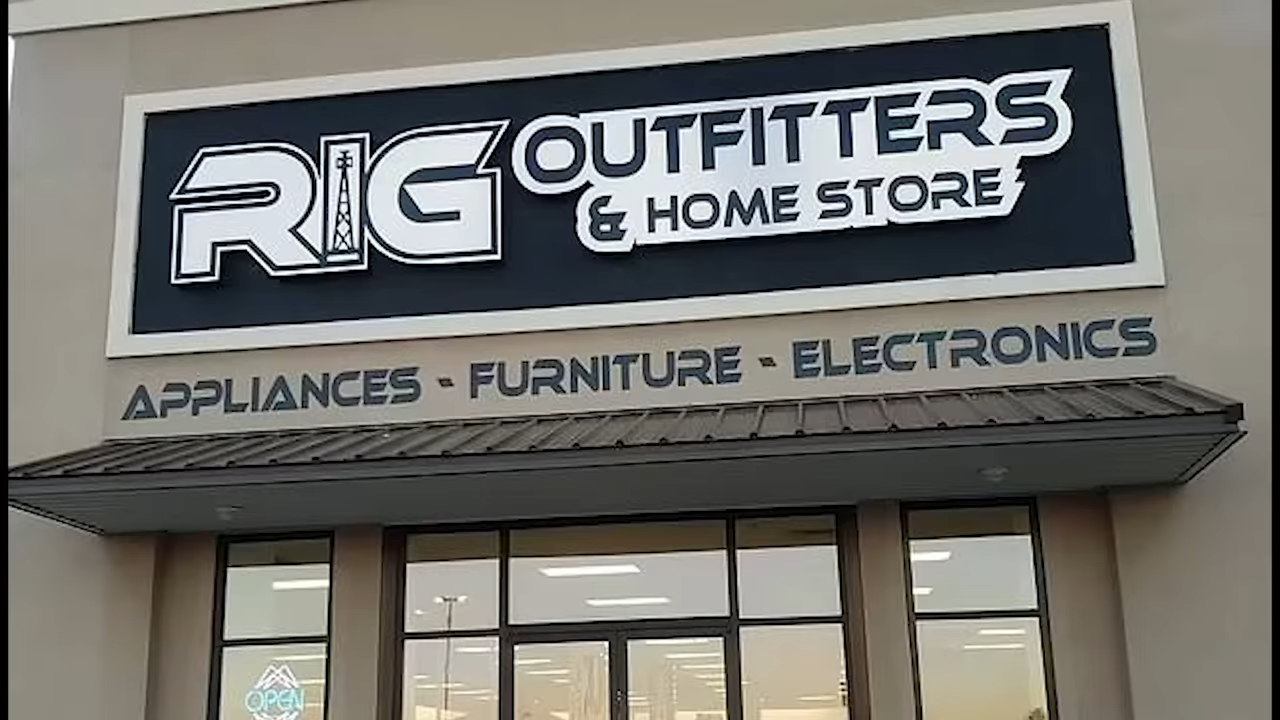 RIG OUTFITTERS
& HOME STORE
APPLIANCES - FURNITURE - ELECTRONICS
OPEN